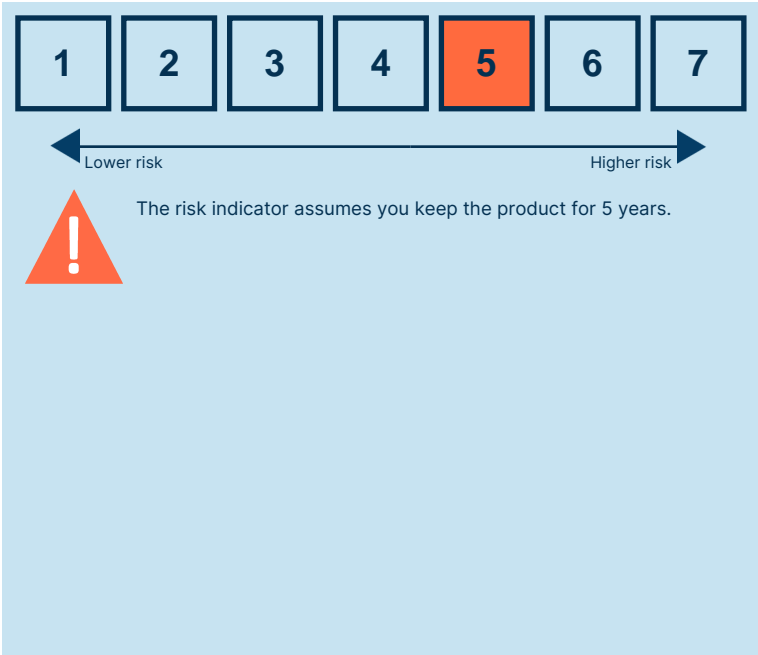 1 2 3 4 5 6 7
Lower risk Higher risk
The risk indicator assumes you keep the product for 5 years.
!